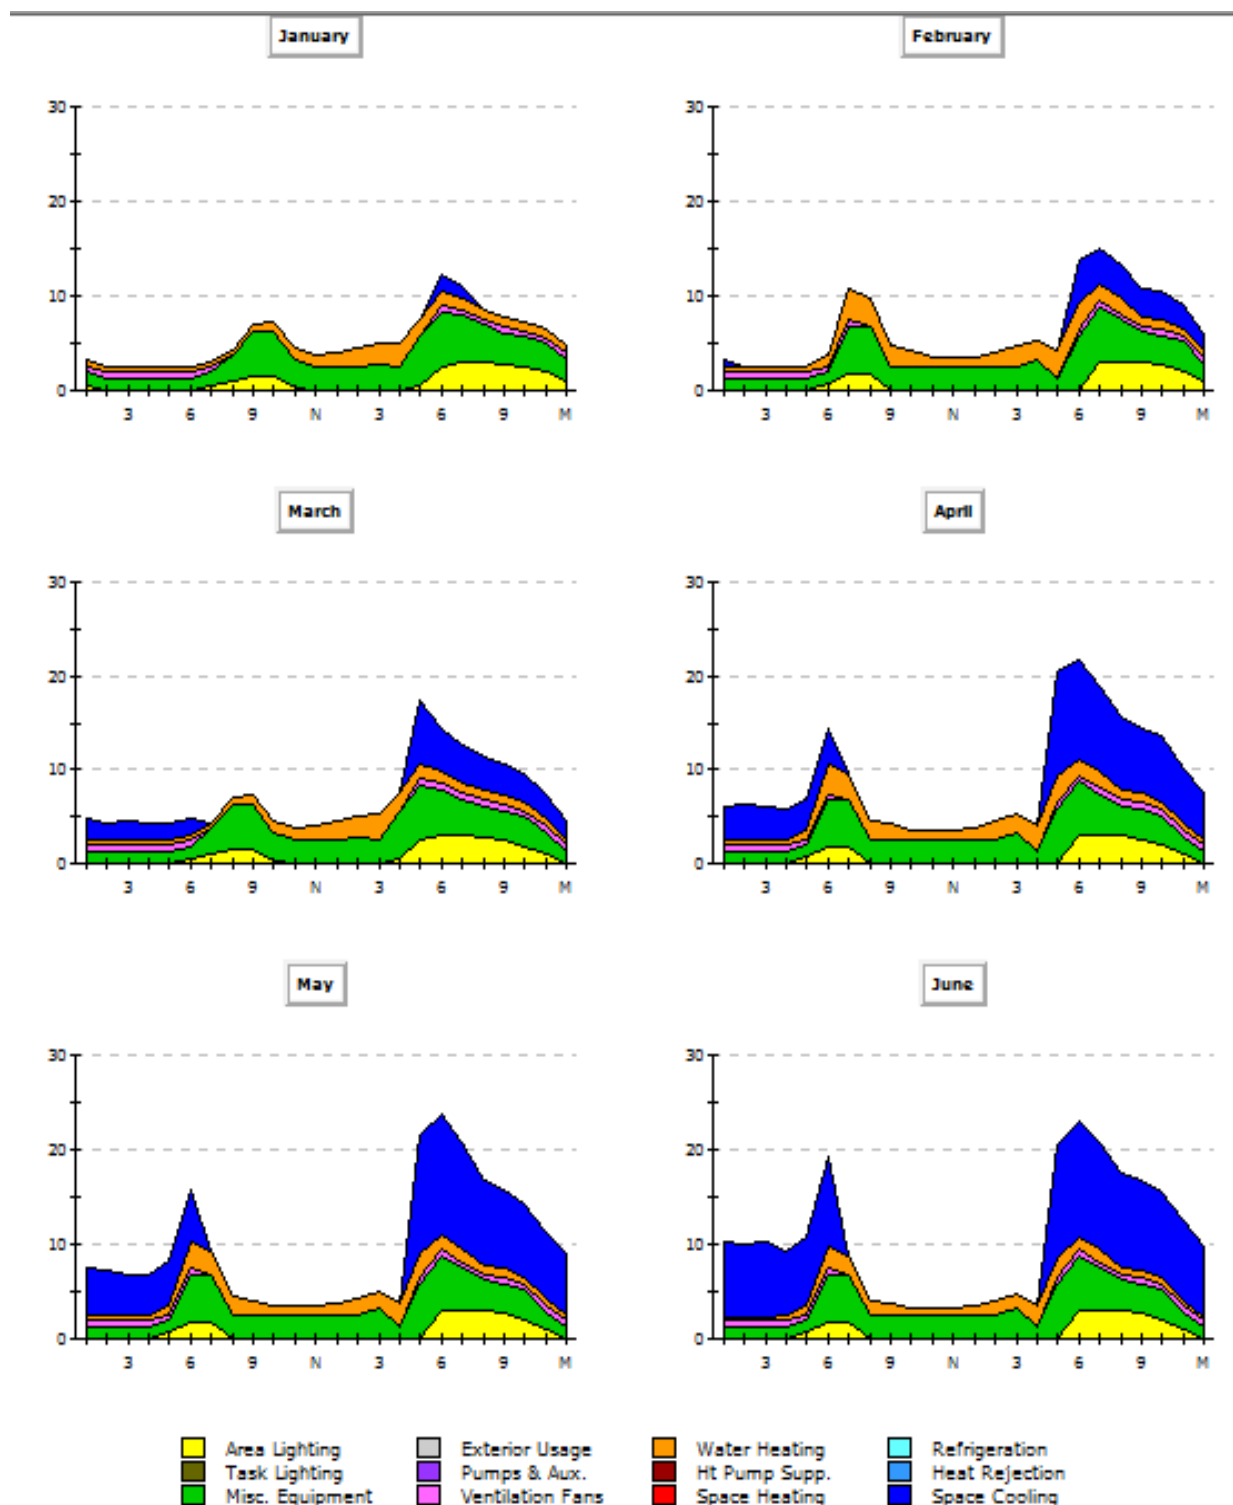 January February
30 30
20 20
10 10
0 0
3 6 9 N 3 6 9 M 3 6 9 N 3 6 9 M
March April
30 30
20 20
10 10
0 0
3 6 9 N 3 6 9 M 3 6 9 N 3 6 9 M
May June
30 30
20 20
10 10
0 0
3 6 9 N 3 6 9 M 3 6 9 N 3 6 9 M
Area Lighting Exterior Usage Water Heating Refrigeration
Task Lighting Pumps & Aux. Ht Pump Supp. Heat Rejection
Misc. Equipment Ventilation Fans Space Heating Space Cooling